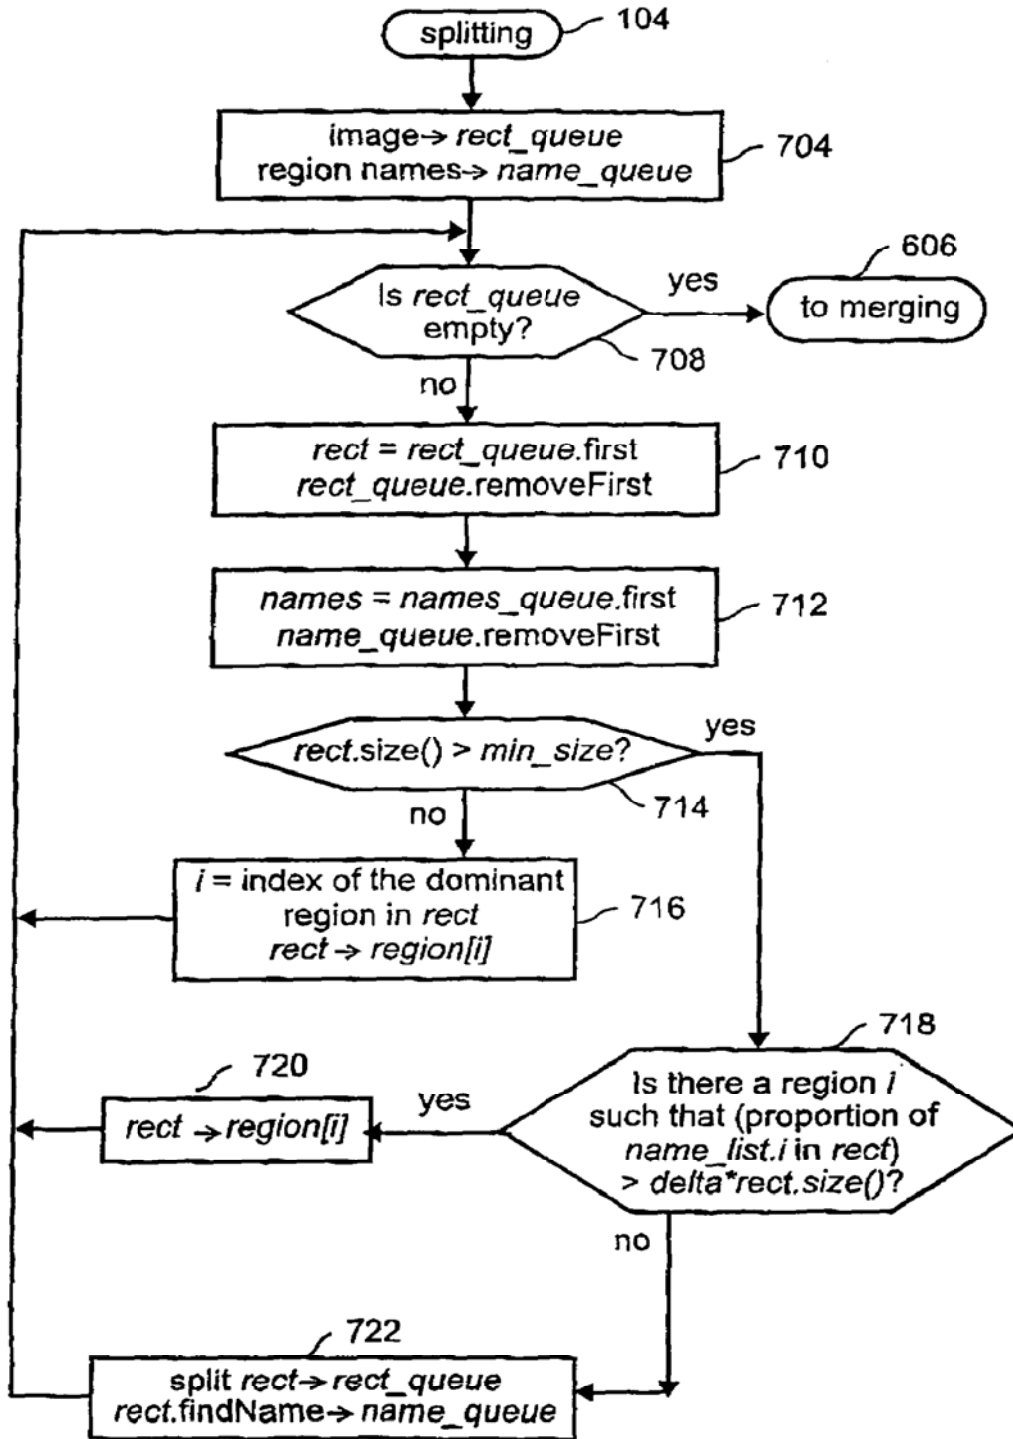 splitting
104
image→ rect_queue
region names→ name_queue
704
Is rect_queue
empty?
708
yes
606
to merging
no
rect = rect_queue.first
rect_queue.removeFirst
710
names = names_queue.first
name_queue.removeFirst
712
rect.size() > min_size?
714
yes
no
i = index of the dominant
region in rect
rect → region[i]
716
718
Is there a region i
such that (proportion of
name_list.i in rect)
> delta*rect.size()?
yes
720
rect → region[i]
no
722
split rect→ rect_queue
rect.findName→ name_queue